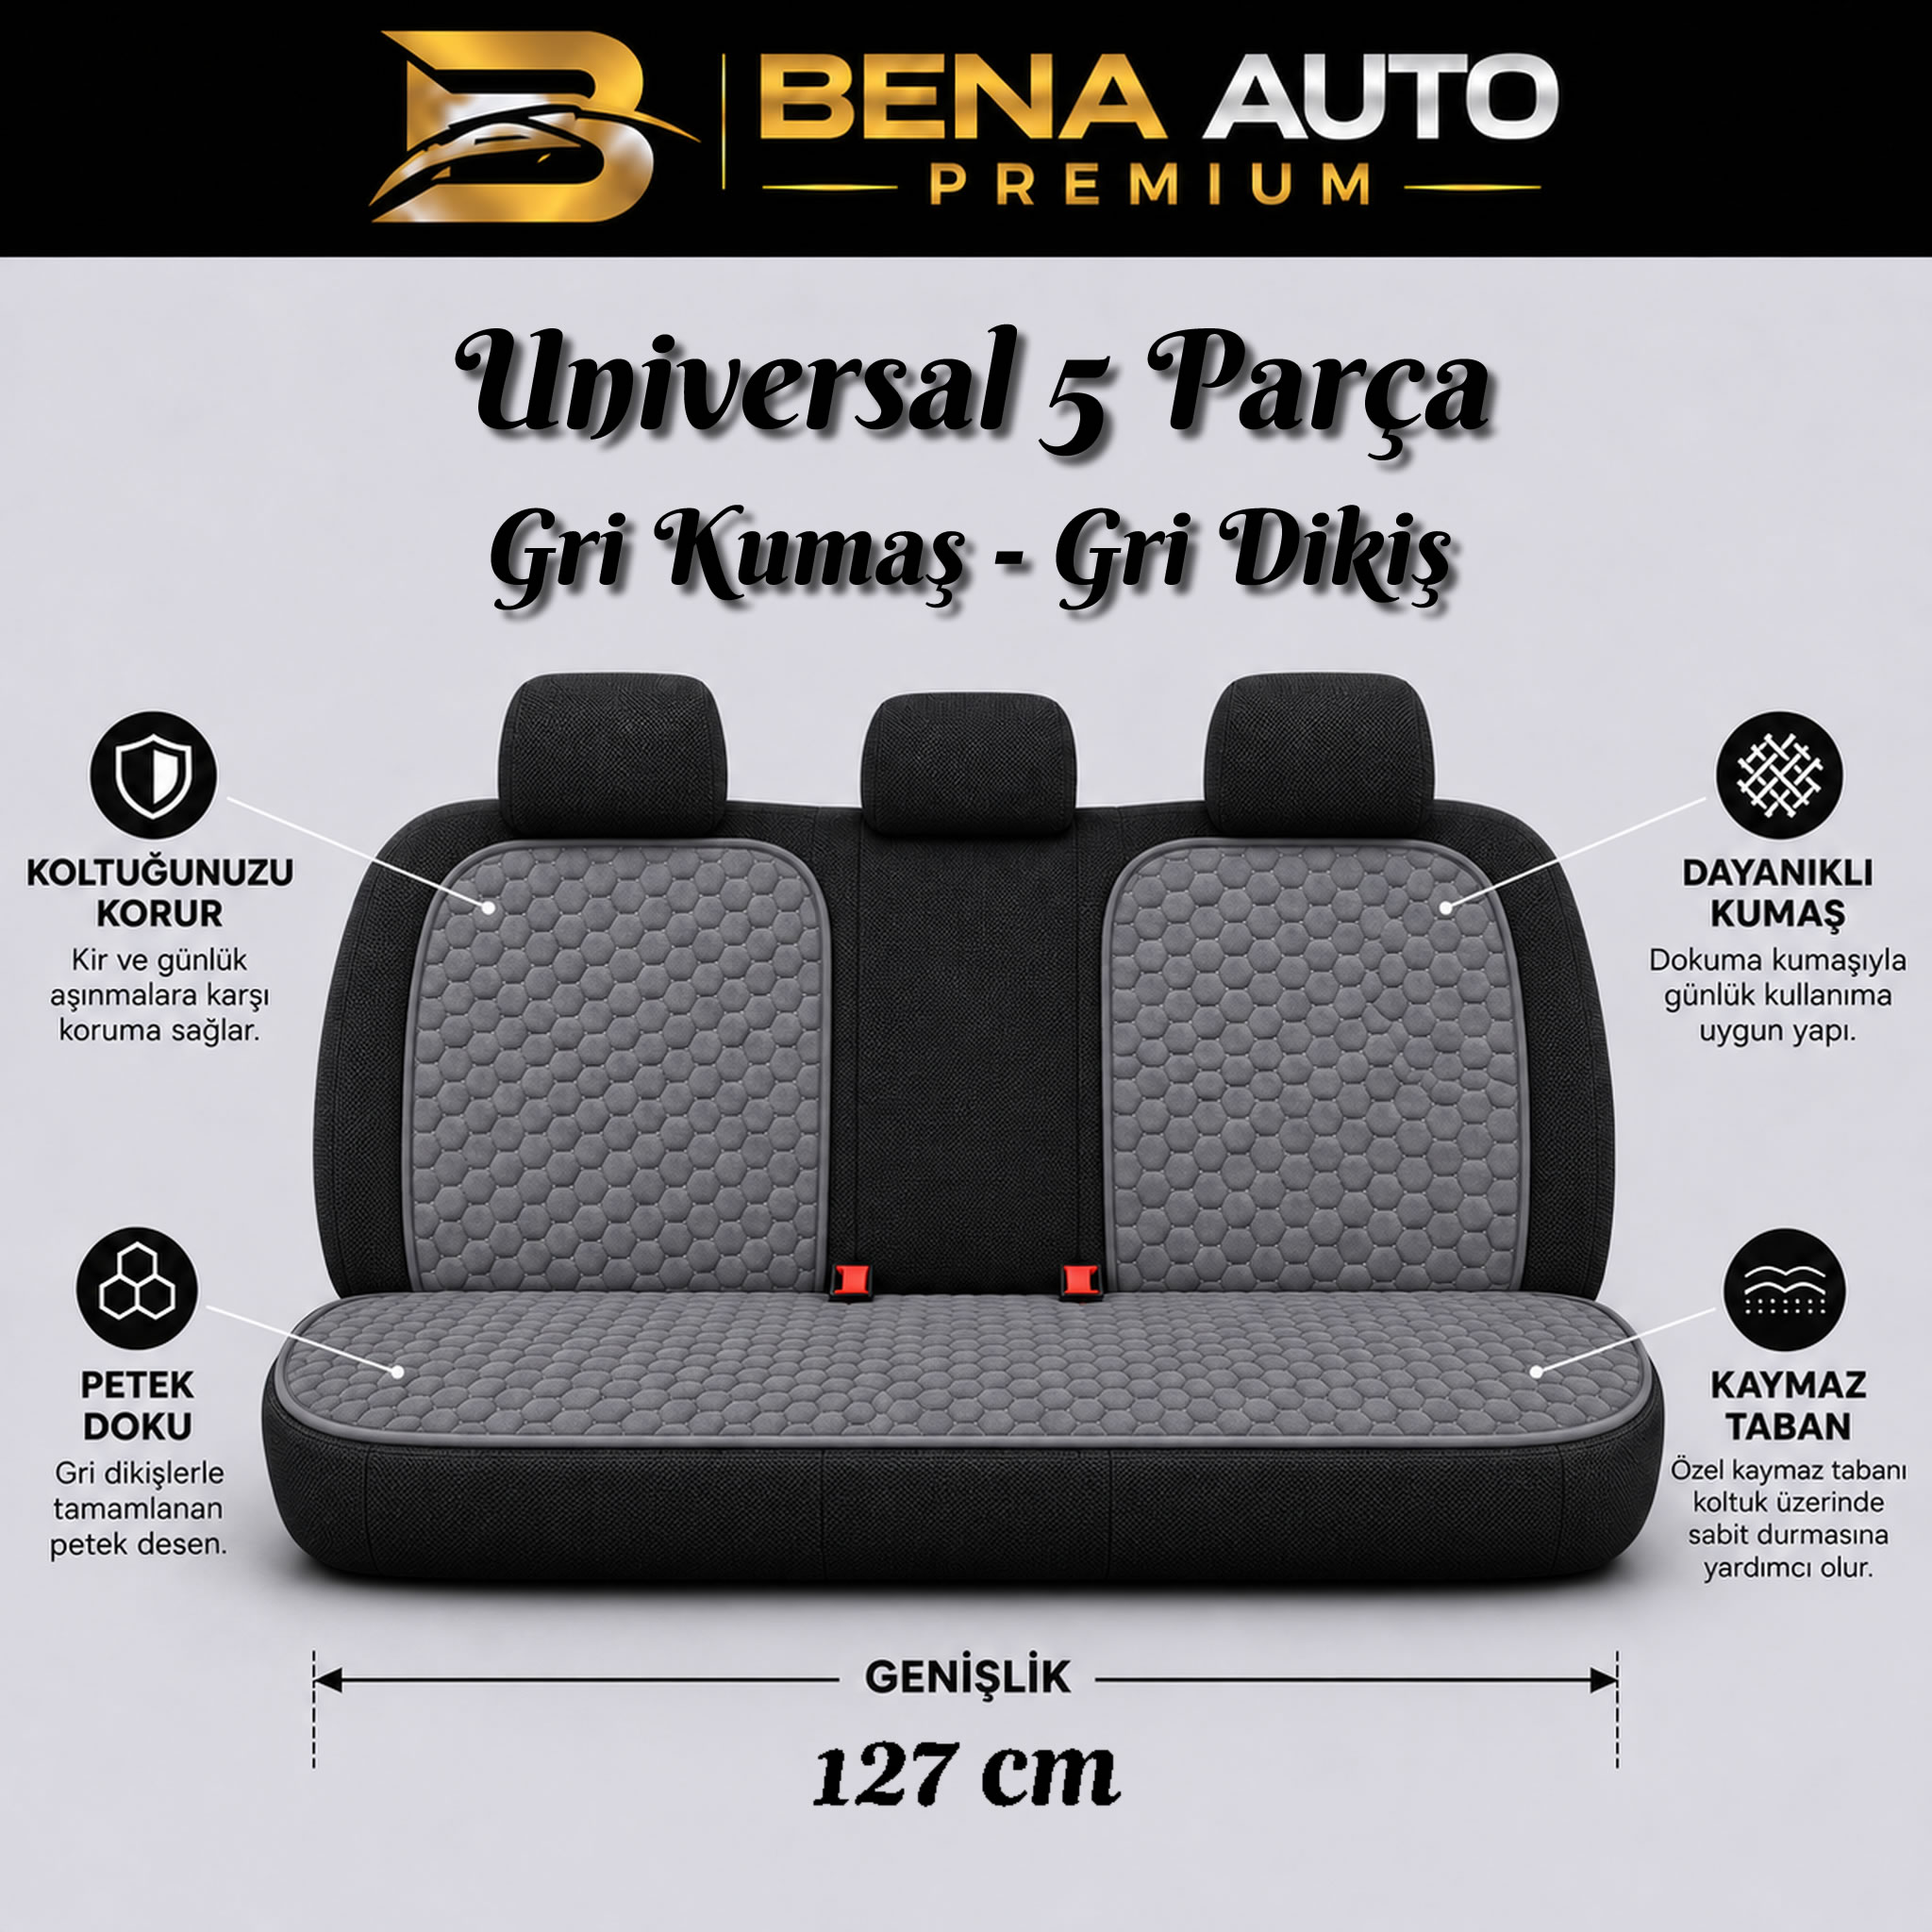 BENA AUTO
PREMIUM
Universal 5 Parça
Gri Kumaş - Gri Dikiş
KOLTUĞUNUZU
KORUR
Kir ve günlük
aşınmalara karşı
koruma sağlar.
DAYANIKLI
KUMAŞ
Dokuma kumaşıyla
günlük kullanıma
uygun yapı.
PETEK
DOKU
Gri dikişlerle
tamamlanan
petek desen.
KAYMAZ
TABAN
Özel kaymaz tabanı
koltuk üzerinde
sabit durmasına
yardımcı olur.
GENİŞLİK
127 cm